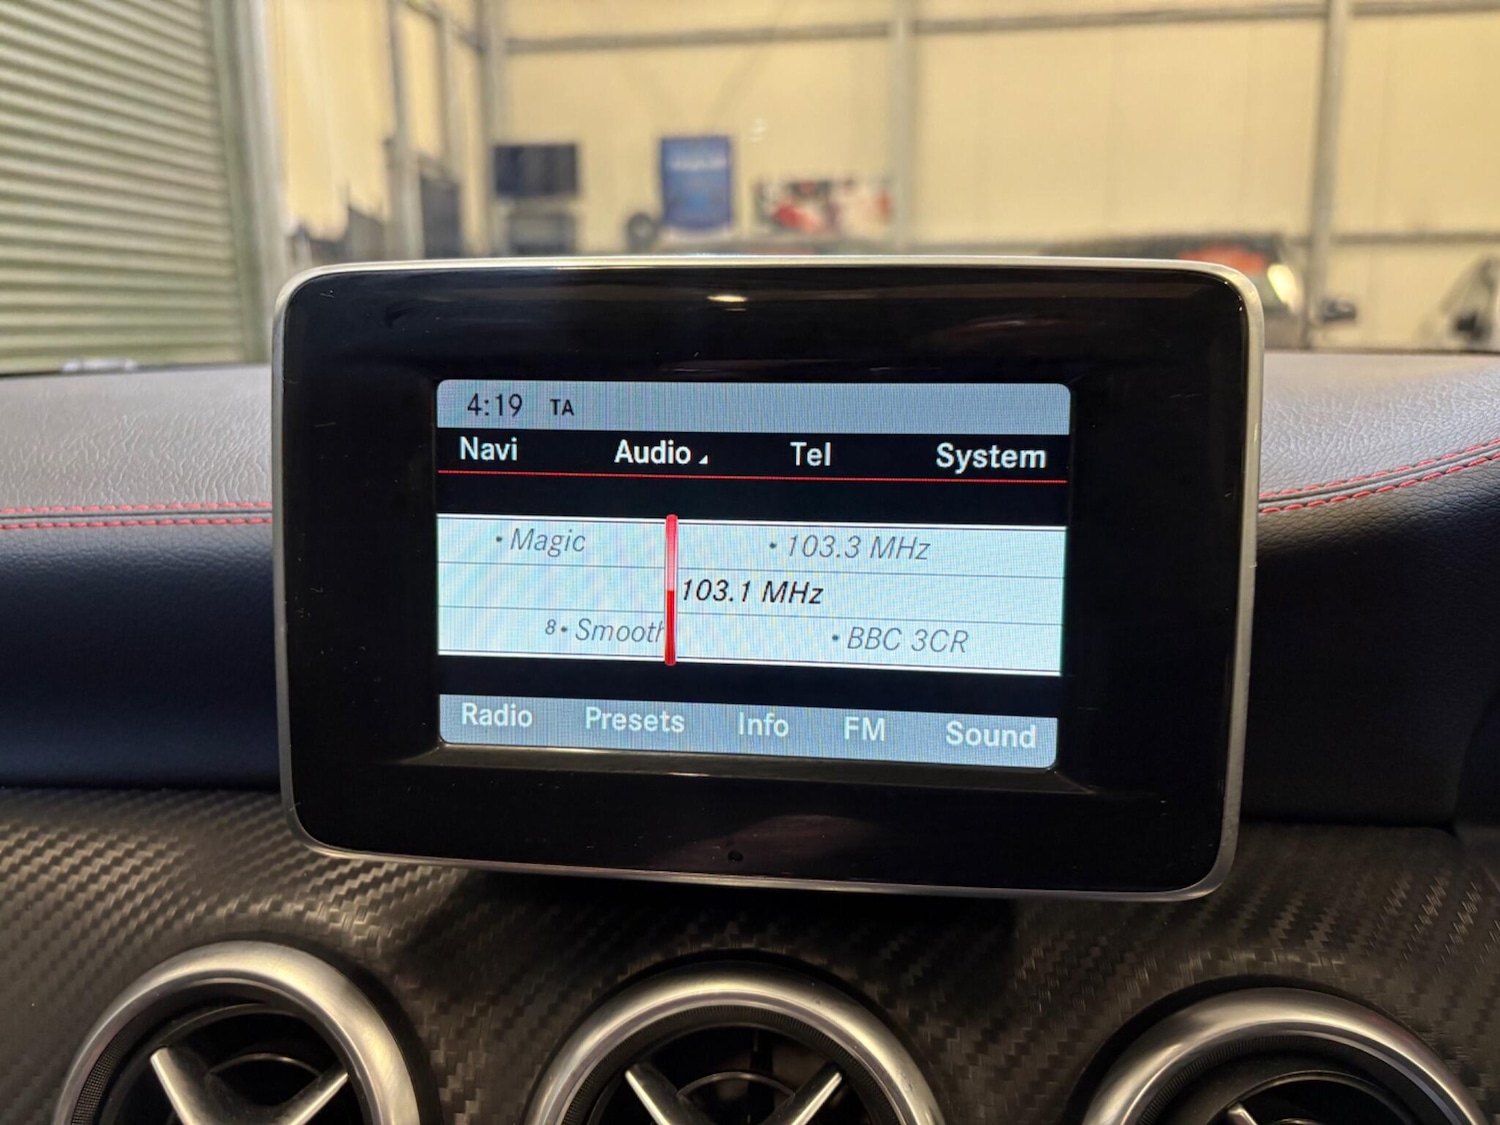 4:19 TA
Navi Audio Tel System
• Magic • 103.3 MHz
103.1 MHz
8• Smooth • BBC 3CR
Radio Presets Info FM Sound